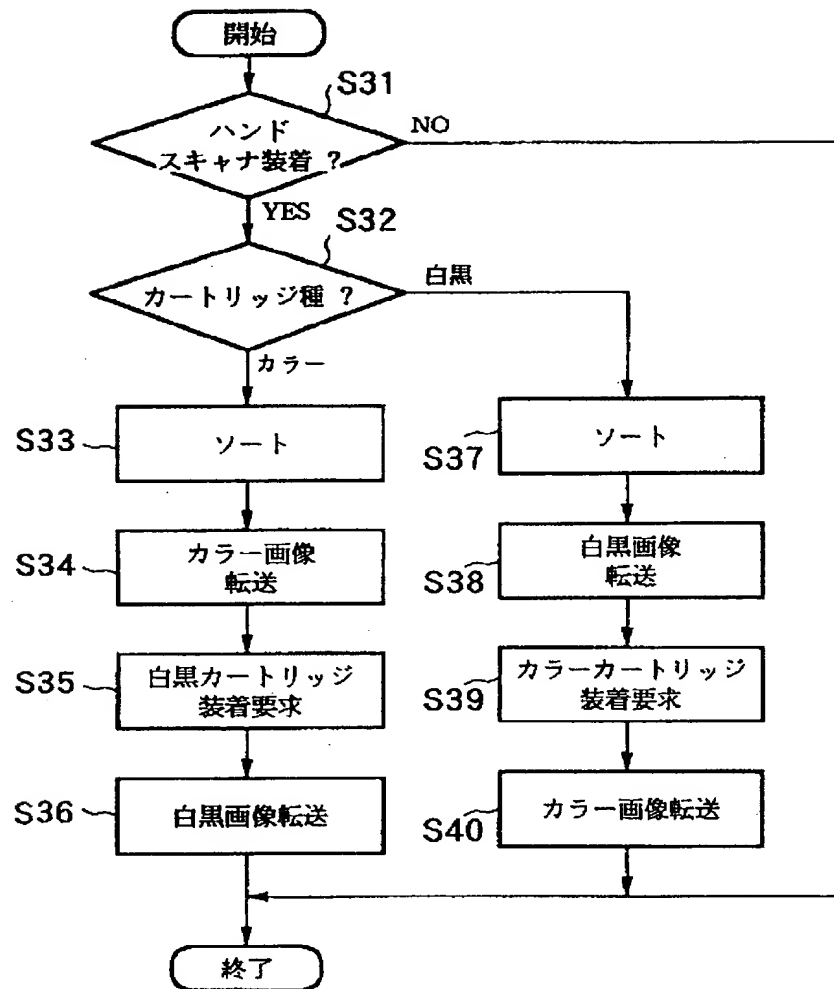 開始
S31
ハンド
スキャナ装着 ?
NO
YES
S32
カートリッジ種 ?
白黒
カラー
S33
ソート
S34
カラー画像
転送
S35
白黒カートリッジ
装着要求
S36
白黒画像転送
S37
ソート
S38
白黒画像
転送
S39
カラーカートリッジ
装着要求
S40
カラー画像転送
終了